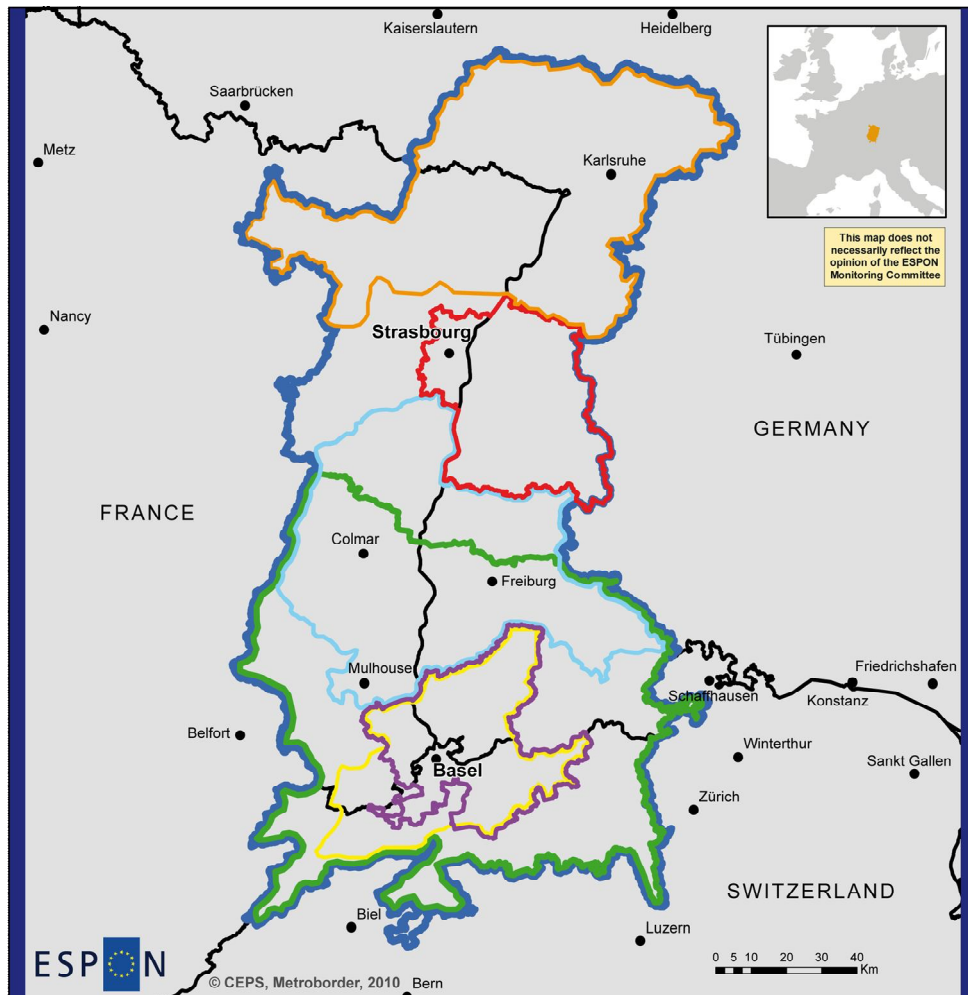 Kaiserslautern
Heidelberg
Saarbrücken
Metz
Karlsruhe
This map does not
necessarily reflect the
opinion of the ESPON
Monitoring Committee
Nancy
Strasbourg
Tübingen
GERMANY
FRANCE
Colmar
Freiburg
Mulhouse
Friedrichshafen
Schaffhausen
Konstanz
Belfort
Winterthur
Basel
Sankt Gallen
Zürich
SWITZERLAND
Biel
Luzern
ESPON
© CEPS, Metroborder, 2010
Bern
0 5 10 20 30 40
Km